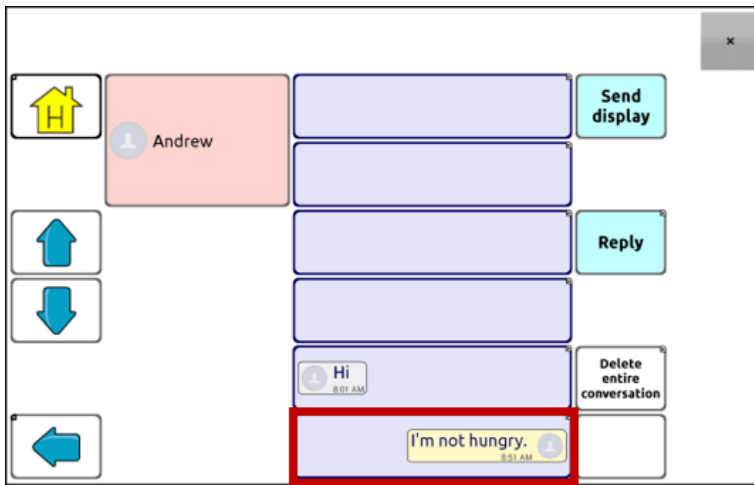 ×
Send
display
H
Andrew
Reply
Hi
8:01 AM
Delete
entire
conversation
I'm not hungry.
8:51 AM